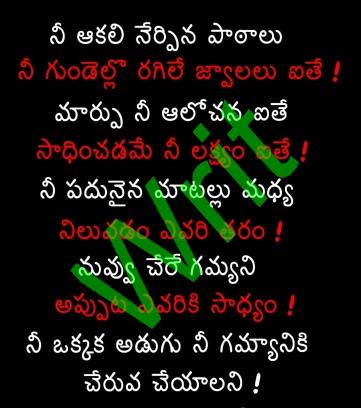 నీ ఆకలి నేర్పిన పాఠాలు
నీ గుండెల్లొ రగిలే జ్వాలలు ఐతే !
మార్పు నీ ఆలోచన ఐతే
సాధించడమే నీ లక్ష్యం ఐతే !
నీ పదునైన మాటల్లు మధ్య
నిలువడం ఎవరి తరం !
నువ్వు చేరే గమ్యని
అప్పుట ఎవరికి సాధ్యం !
నీ ఒక్కక అడుగు నీ గమ్యానికి
చేరువ చేయాలని !
Writ